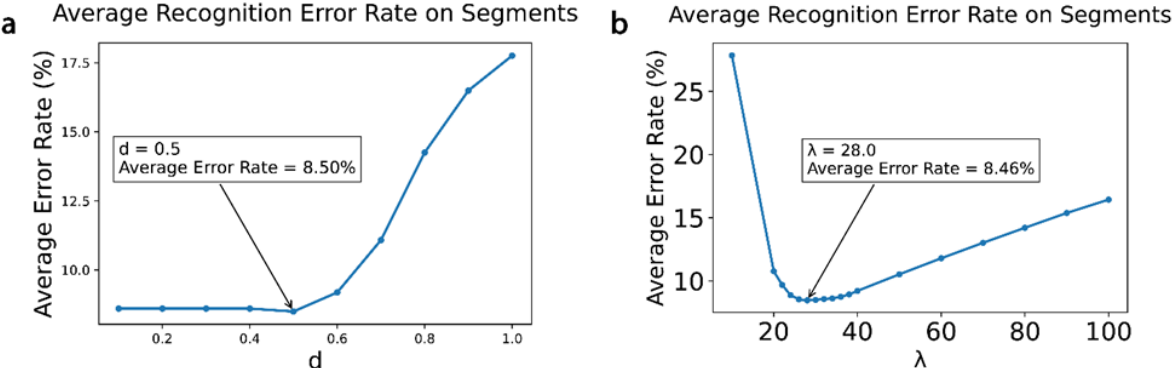 a
Average Recognition Error Rate on Segments
Average Error Rate (%)
17.5
15.0
12.5
10.0
d = 0.5
Average Error Rate = 8.50%
0.2
0.4
0.6
0.8
1.0
d
b
Average Recognition Error Rate on Segments
Average Error Rate (%)
25
20
15
10
λ = 28.0
Average Error Rate = 8.46%
20
40
60
80
100
λ